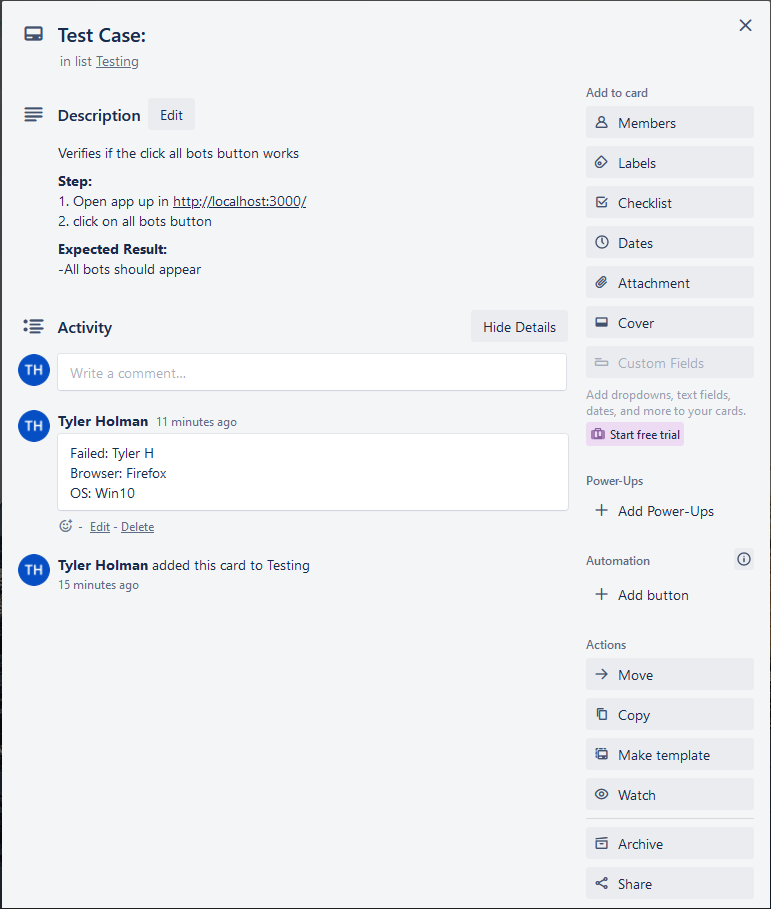 Test Case:
in list Testing
Description Edit
Verifies if the click all bots button works
Step:
1. Open app up in http://localhost:3000/
2. click on all bots button
Expected Result:
-All bots should appear
Activity
Hide Details
TH
Write a comment...
TH
Tyler Holman 11 minutes ago
Failed: Tyler H
Browser: Firefox
OS: Win10
- Edit - Delete
TH
Tyler Holman added this card to Testing
15 minutes ago
Add to card
Members
Labels
Checklist
Dates
Attachment
Cover
Custom Fields
Add dropdowns, text fields,
dates, and more to your cards.
Start free trial
Power-Ups
+ Add Power-Ups
Automation
+ Add button
Actions
Move
Copy
Make template
Watch
Archive
Share